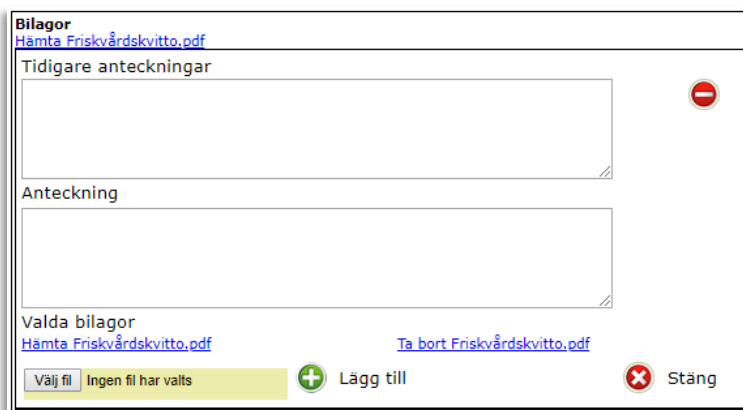 Bilagor
Hämta Friskvårdskvitto.pdf
Tidigare anteckningar
Anteckning
Valda bilagor
Hämta Friskvårdskvitto.pdf Ta bort Friskvårdskvitto.pdf
Välj fil Ingen fil har valts Lägg till Stäng